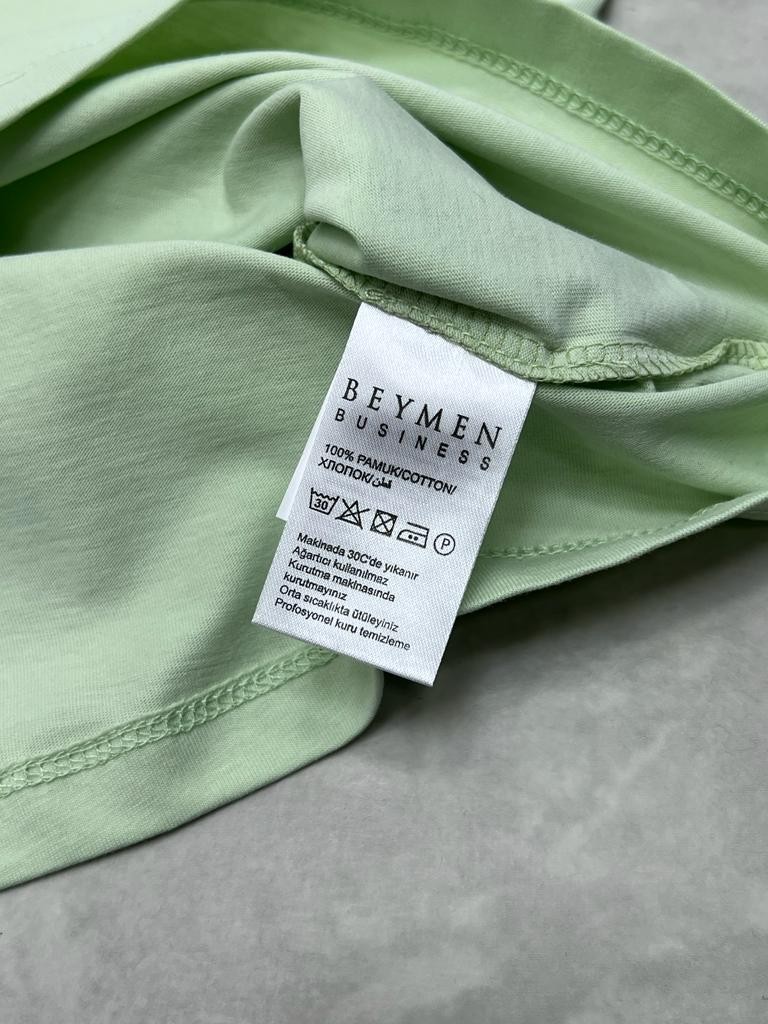 BEYMEN
BUSINESS
100% PAMUK/COTTON/
ХЛОПОК/قطن
30 P
Makinada 30C'de yıkanır
Ağartıcı kullanılmaz
Kurutma makinasında
kurutmayınız
Orta sıcaklıkta ütüleyiniz
Profosyonel kuru temizleme